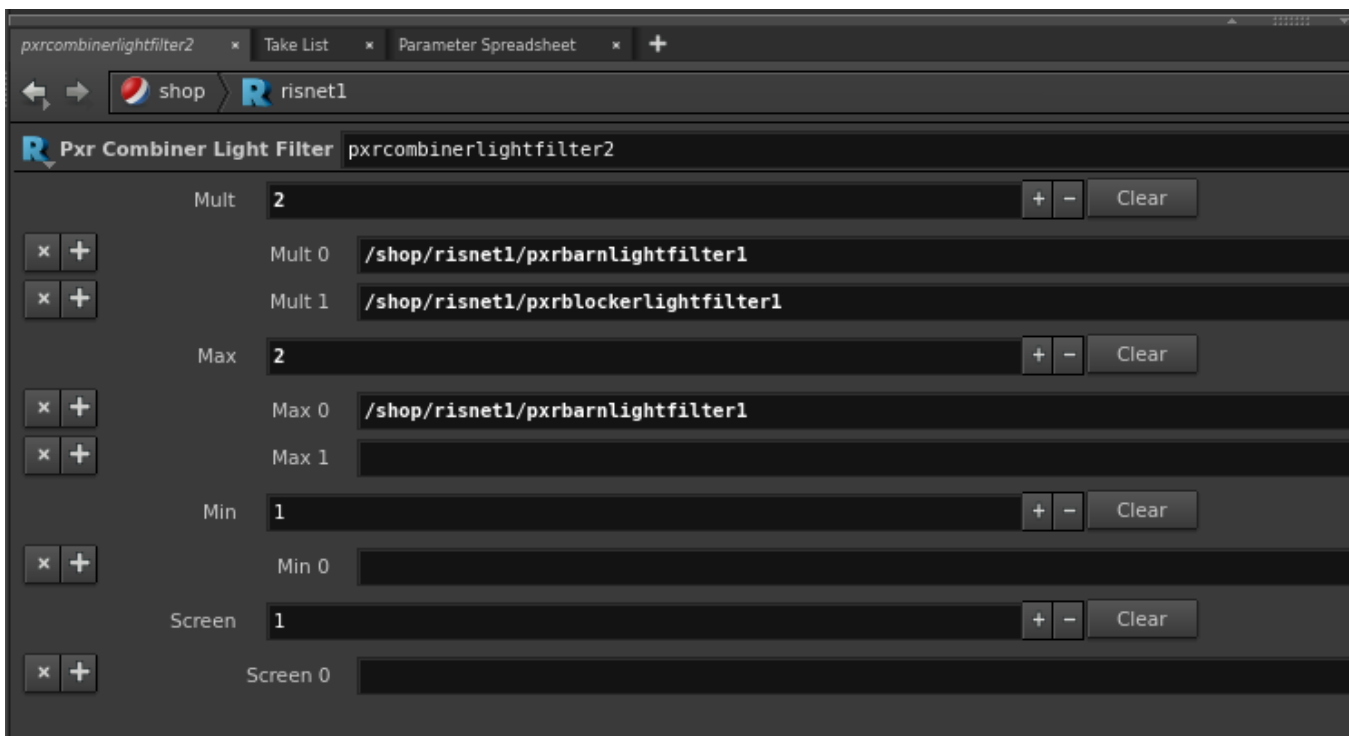 pxrcombinerlightfilter2 × Take List × Parameter Spreadsheet × +
shop risnet1
Pxr Combiner Light Filter pxrcombinerlightfilter2
Mult 2 + − Clear
× + Mult 0 /shop/risnet1/pxrbarnlightfilter1
× + Mult 1 /shop/risnet1/pxrblockerlightfilter1
Max 2 + − Clear
× + Max 0 /shop/risnet1/pxrbarnlightfilter1
× + Max 1
Min 1 + − Clear
× + Min 0
Screen 1 + − Clear
× + Screen 0